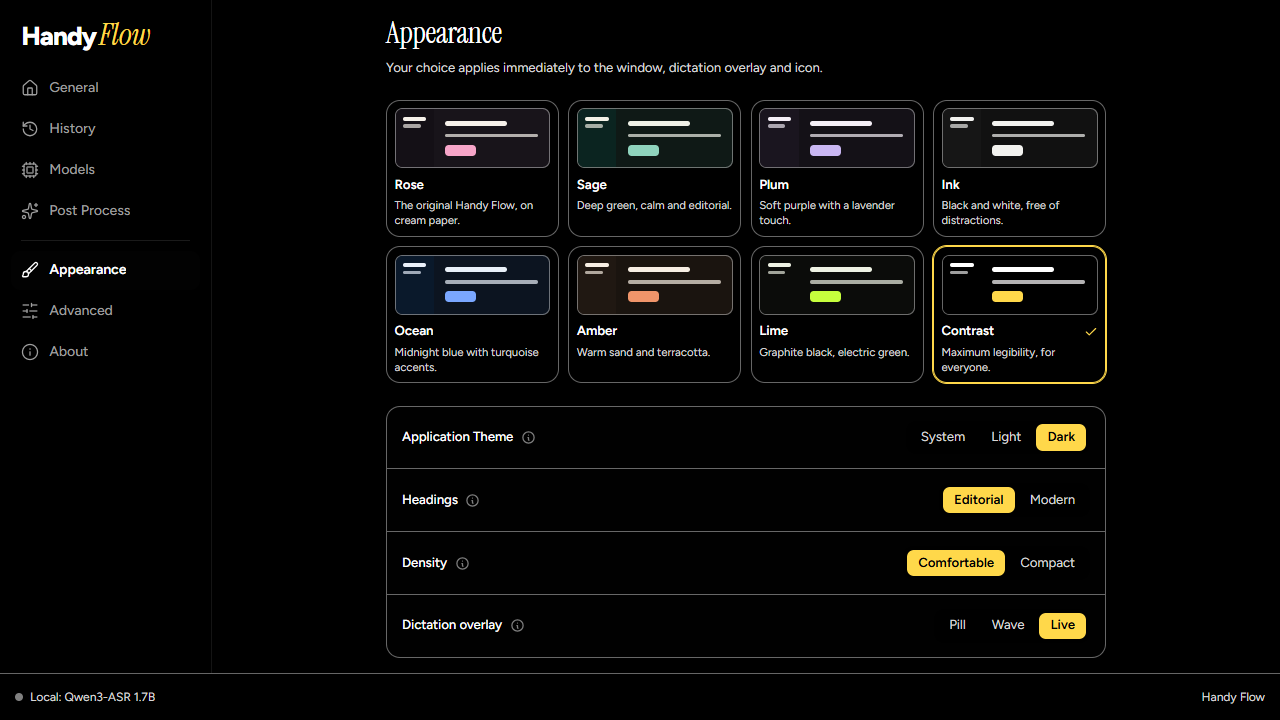 Handy Flow
General
History
Models
Post Process
Appearance
Advanced
About
Appearance
Your choice applies immediately to the window, dictation overlay and icon.
Rose
The original Handy Flow, on
cream paper.
Sage
Deep green, calm and editorial.
Plum
Soft purple with a lavender
touch.
Ink
Black and white, free of
distractions.
Ocean
Midnight blue with turquoise
accents.
Amber
Warm sand and terracotta.
Lime
Graphite black, electric green.
Contrast
Maximum legibility, for
everyone.
Application Theme
System Light Dark
Headings
Editorial Modern
Density
Comfortable Compact
Dictation overlay
Pill Wave Live
Local: Qwen3-ASR 1.7B
Handy Flow